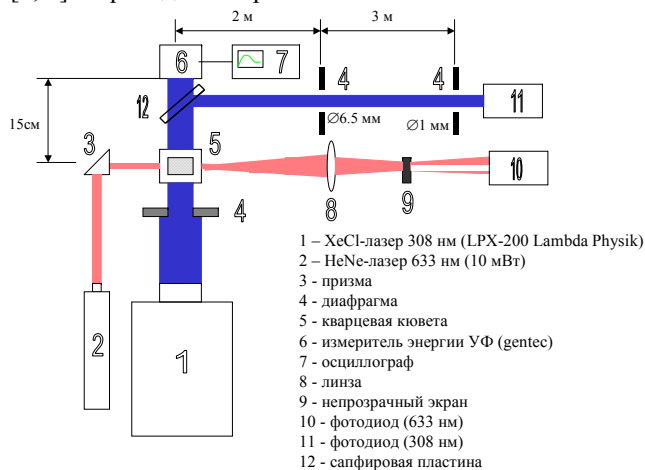 2 м
3 м
6
7
4
4
12
11
15см
Ø6.5 мм
Ø1 мм
3
5
10
4
8
9
1 – XeCl-лазер 308 нм (LPX-200 Lambda Physik)
2 – HeNe-лазер 633 нм (10 мВт)
3 - призма
4 - диафрагма
5 - кварцевая кювета
6 - измеритель энергии УФ (gentec)
7 - осциллограф
8 - линза
9 - непрозрачный экран
10 - фотодиод (633 нм)
11 - фотодиод (308 нм)
12 - сапфировая пластина
2
1